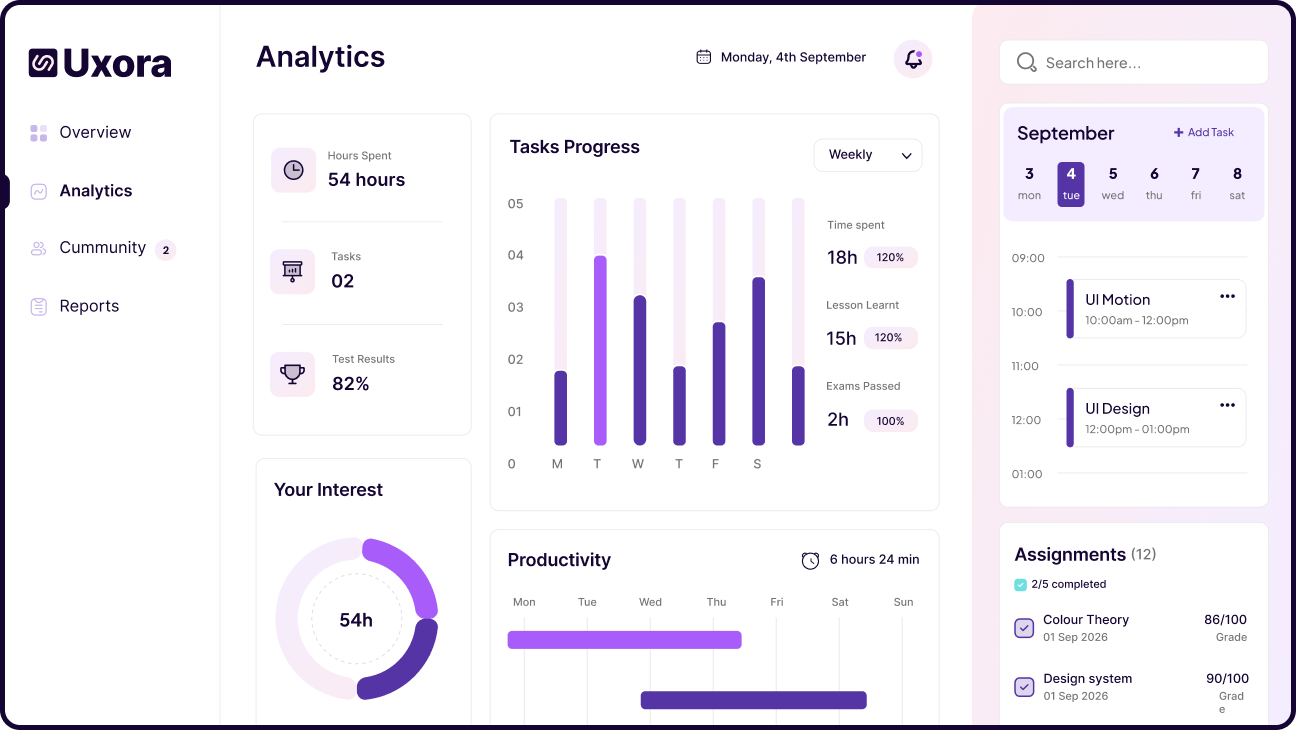 Uxora
Overview
Analytics
Cummunity 2
Reports
Analytics
Monday, 4th September
Hours Spent
54 hours
Tasks
02
Test Results
82%
Your Interest
54h
Tasks Progress
Weekly
05
04
03
02
01
0
M T W T F S
Time spent
18h 120%
Lesson Learnt
15h 120%
Exams Passed
2h 100%
Productivity
6 hours 24 min
Mon Tue Wed Thu Fri Sat Sun
Search here...
September
+ Add Task
3 4 5 6 7 8
mon tue wed thu fri sat
09:00
10:00
11:00
12:00
01:00
UI Motion
10:00am - 12:00pm
UI Design
12:00pm - 01:00pm
Assignments (12)
2/5 completed
Colour Theory 86/100
01 Sep 2026 Grade
Design system 90/100
01 Sep 2026 Grad
e